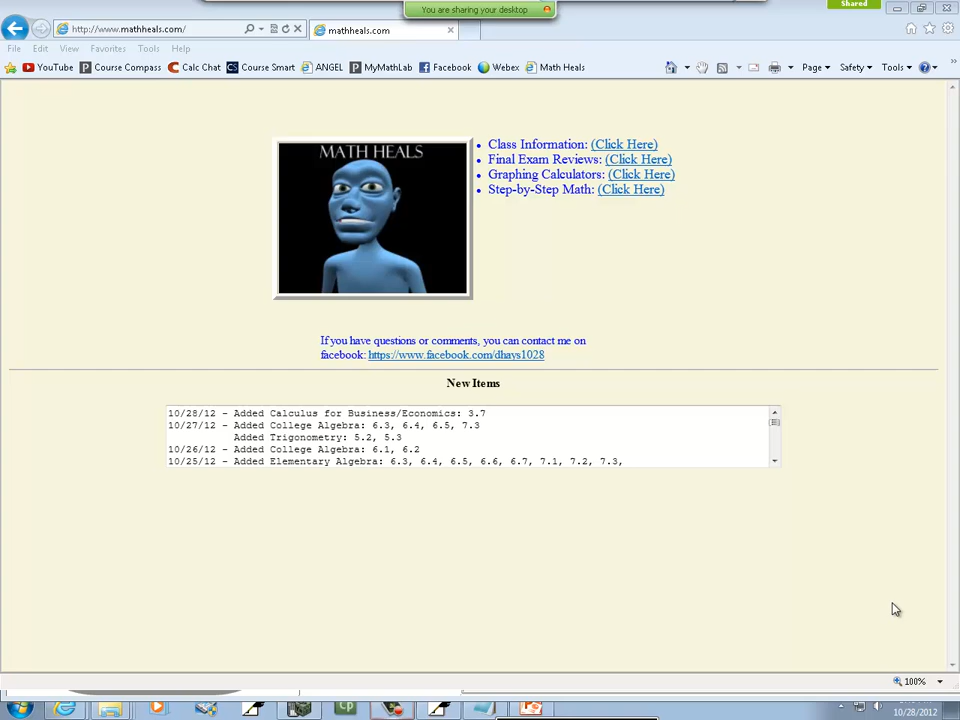 You are sharing your desktop
Shared
http://www.mathheals.com/
mathheals.com
File Edit View Favorites Tools Help
YouTube Course Compass Calc Chat Course Smart ANGEL MyMathLab Facebook Webex Math Heals
Page Safety Tools
MATH HEALS
Class Information: (Click Here)
Final Exam Reviews: (Click Here)
Graphing Calculators: (Click Here)
Step-by-Step Math: (Click Here)
If you have questions or comments, you can contact me on
facebook: https://www.facebook.com/dhays1028
New Items
10/28/12 - Added Calculus for Business/Economics: 3.7
10/27/12 - Added College Algebra: 6.3, 6.4, 6.5, 7.3
Added Trigonometry: 5.2, 5.3
10/26/12 - Added College Algebra: 6.1, 6.2
10/25/12 - Added Elementary Algebra: 6.3, 6.4, 6.5, 6.6, 6.7, 7.1, 7.2, 7.3,
100%
10/28/2012